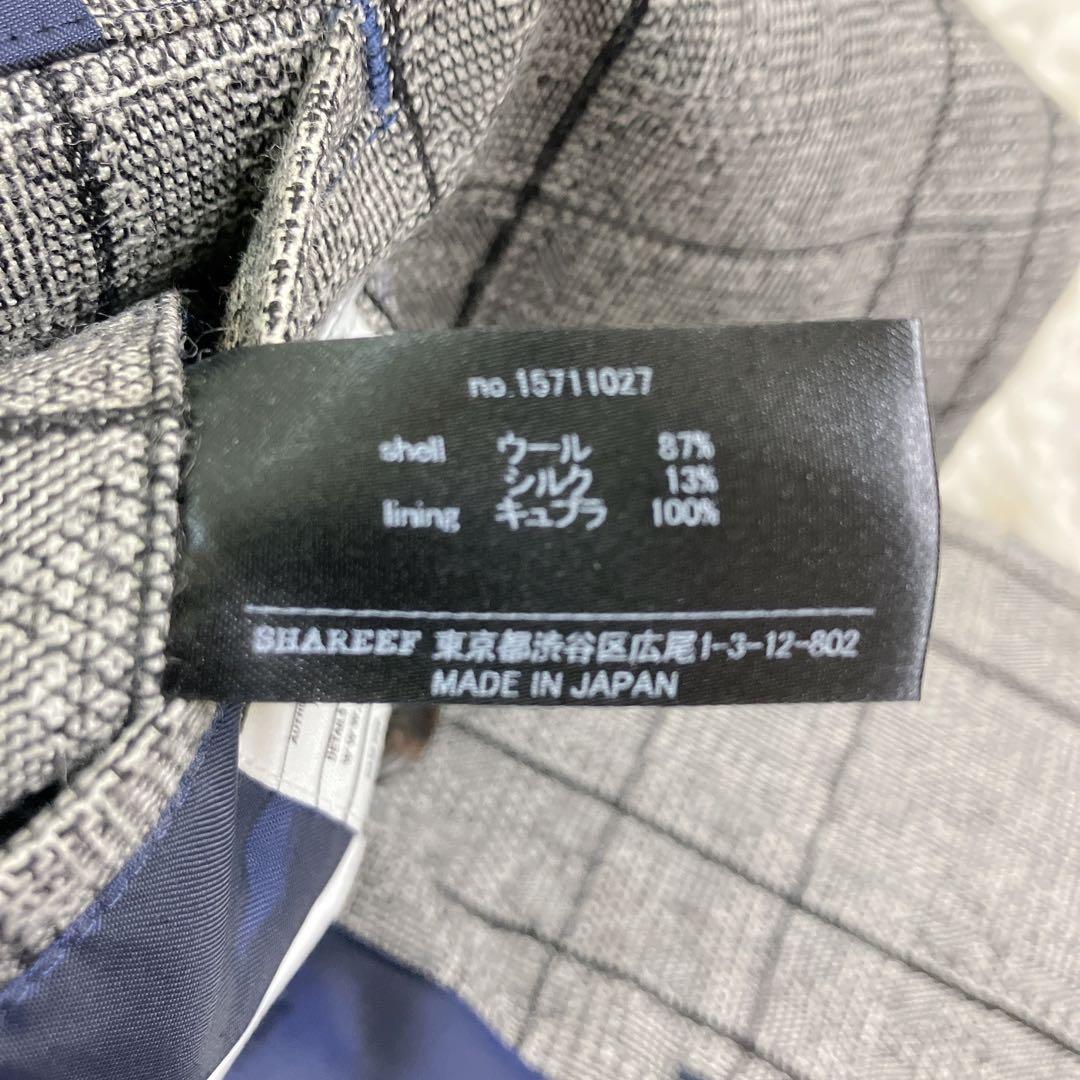 no.15711027
shell ウール 87%
シルク 13%
lining キュプラ 100%
SHAREEF 東京都渋谷区広尾1-3-12-802
MADE IN JAPAN